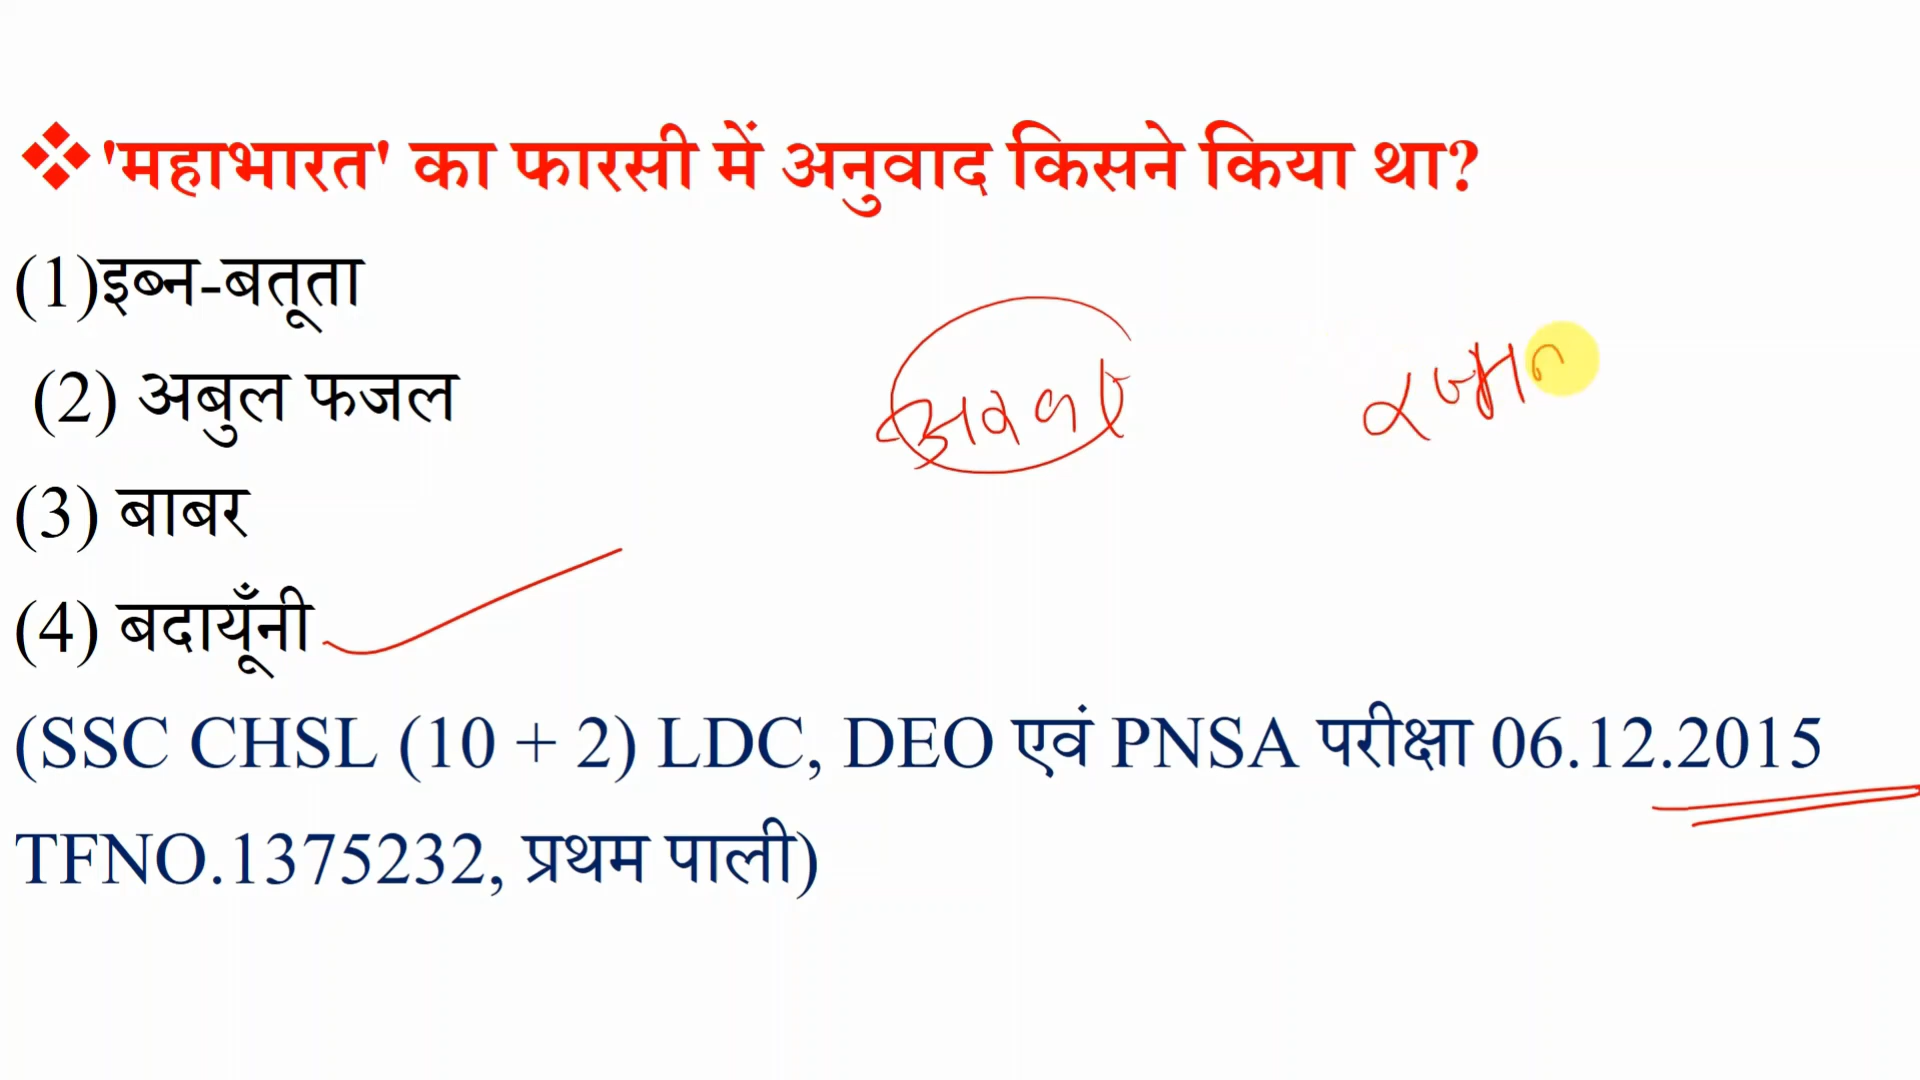 ❖'महाभारत' का फारसी में अनुवाद किसने किया था?
(1)इब्न-बतूता
(2) अबुल फजल
अकबर
(3) बाबर
(4) बदायूँनी
(SSC CHSL (10 + 2) LDC, DEO एवं PNSA परीक्षा 06.12.2015
TFNO.1375232, प्रथम पाली)